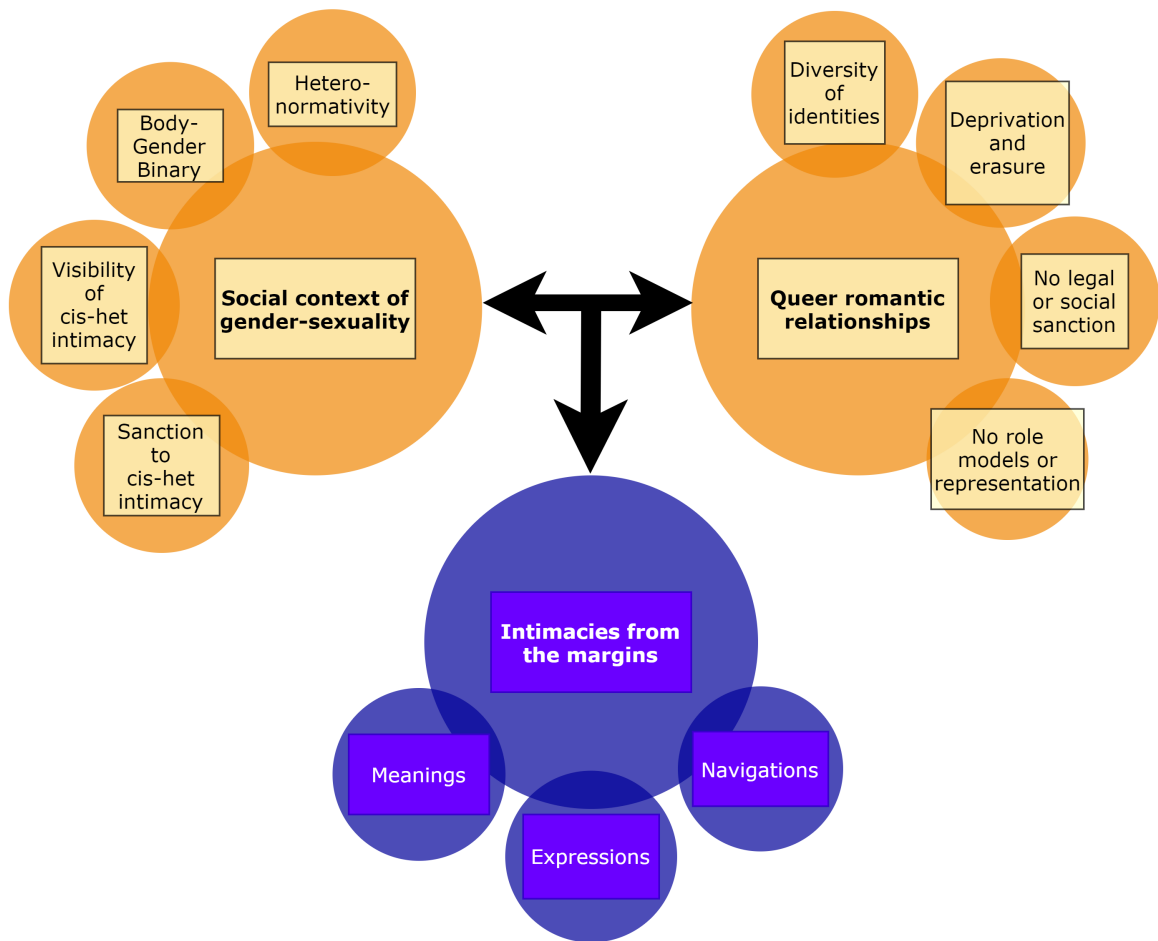 Hetero-
normativity
Body-
Gender
Binary
Visibility
of
cis-het
intimacy
Sanction
to
cis-het
intimacy
Social context of
gender-sexuality
Diversity
of
identities
Deprivation
and
erasure
No legal
or social
sanction
No role
models or
representation
Queer romantic
relationships
Intimacies from
the margins
Meanings
Expressions
Navigations